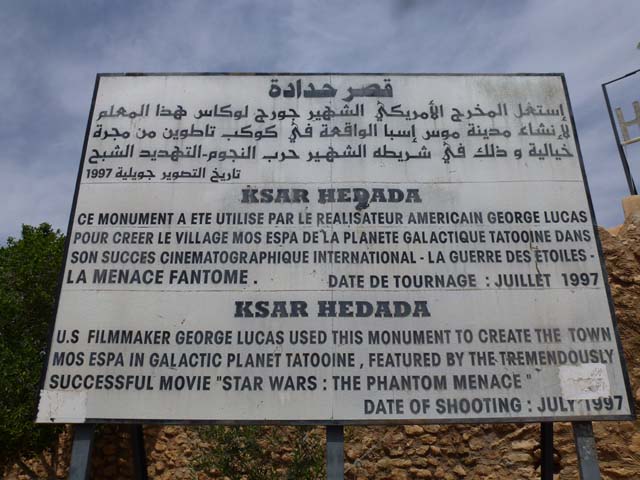 قصر حدادة
إستغل المخرج الأمريكي الشهير جورج لوكاس هذا المعلم
لإنشاء مدينة موس إسبا الواقعة في كوكب تاطوين من مجرة
خيالية و ذلك في شريطه الشهير حرب النجوم-التهديد الشبح
تاريخ التصوير جويلية 1997
KSAR HEDADA
CE MONUMENT A ETE UTILISE PAR LE REALISATEUR AMERICAIN GEORGE LUCAS
POUR CREER LE VILLAGE MOS ESPA DE LA PLANETE GALACTIQUE TATOOINE DANS
SON SUCCES CINEMATOGRAPHIQUE INTERNATIONAL - LA GUERRE DES ETOILES -
LA MENACE FANTOME . DATE DE TOURNAGE : JUILLET 1997
KSAR HEDADA
U.S FILMMAKER GEORGE LUCAS USED THIS MONUMENT TO CREATE THE TOWN
MOS ESPA IN GALACTIC PLANET TATOOINE , FEATURED BY THE TREMENDOUSLY
SUCCESSFUL MOVIE "STAR WARS : THE PHANTOM MENACE "
DATE OF SHOOTING : JULY 1997